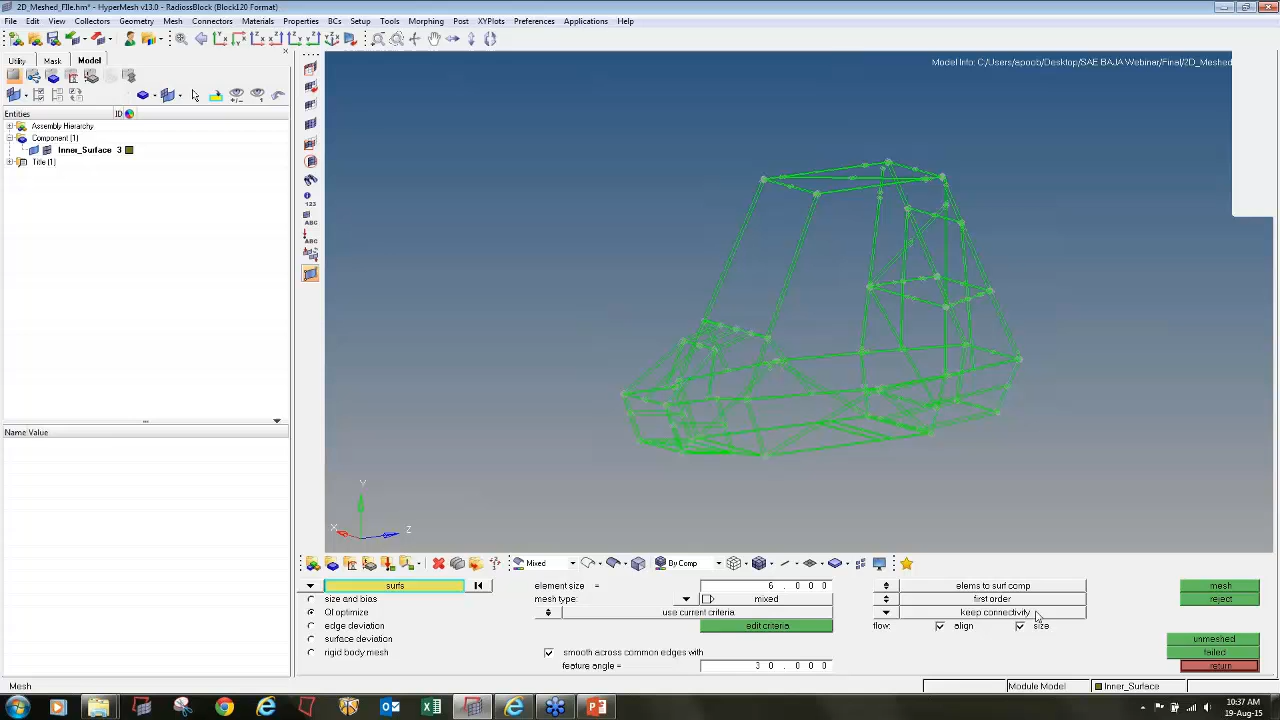 2D_Meshed_FIle.hm* - HyperMesh v13.0 - RadiossBlock (Block120 Format)
File Edit View Collectors Geometry Mesh Connectors Materials Properties BCs Setup Tools Morphing Post XYPlots Preferences Applications Help
Utility Mask Model
Model Info: C:/Users/apoob/Desktop/SAE BAJA Webinar/Final/2D_Meshed
Entities ID
Assembly Hierarchy
Component (1)
Inner_Surface 3
Title (1)
123
ABC
ABC
Name Value
Y
X
Z
Mixed By Comp
surfs element size = 6.000 elems to surf comp mesh
size and bias mesh type: mixed first order reject
QI optimize use current criteria keep connectivity
edge deviation edit criteria flow: align size
surface deviation unmeshed
rigid body mesh smooth across common edges with failed
feature angle = 30.000 return
Mesh Module Model Inner_Surface
10:37 AM
19-Aug-15